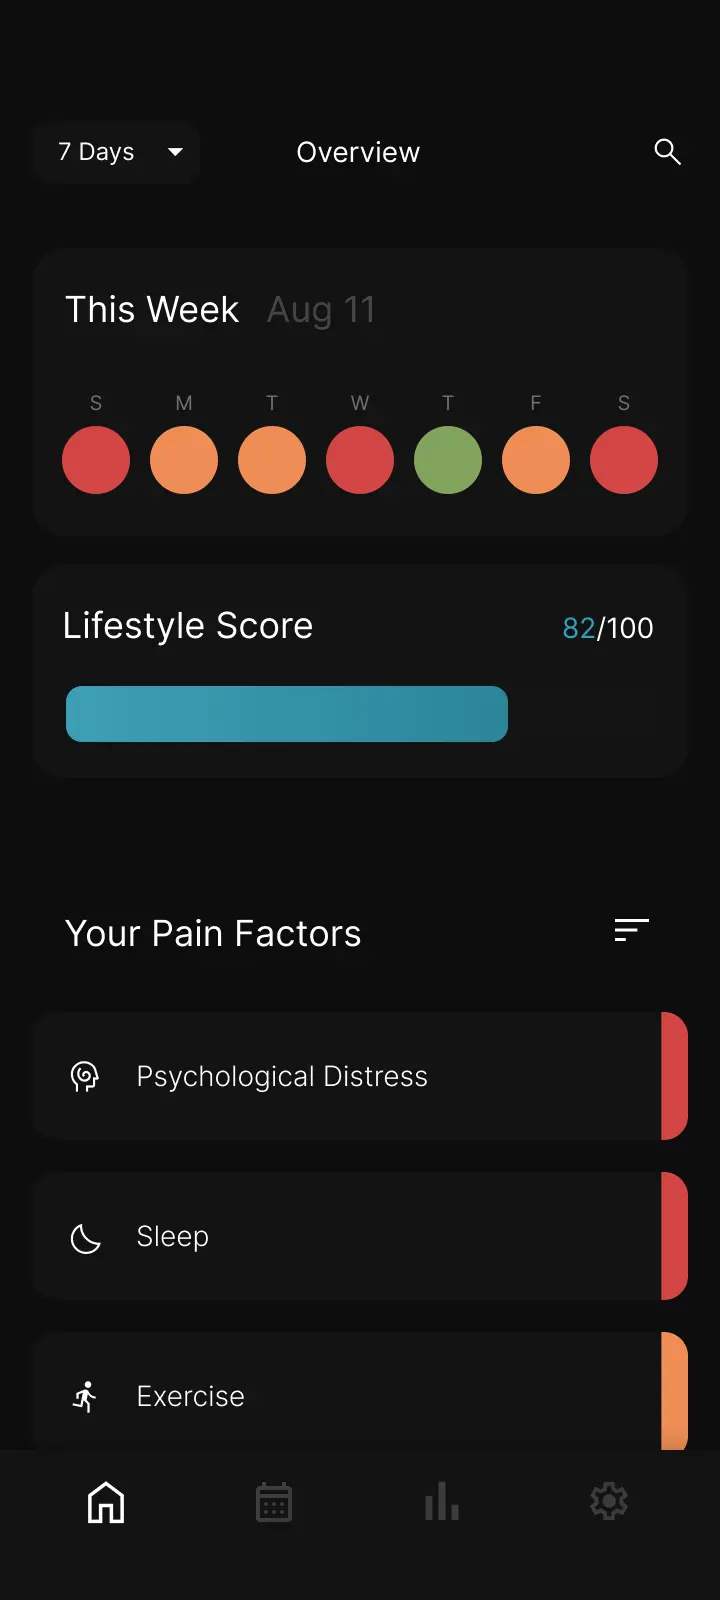 7 Days
Overview
This Week Aug 11
S M T W T F S
Lifestyle Score 82/100
Your Pain Factors
Psychological Distress
Sleep
Exercise